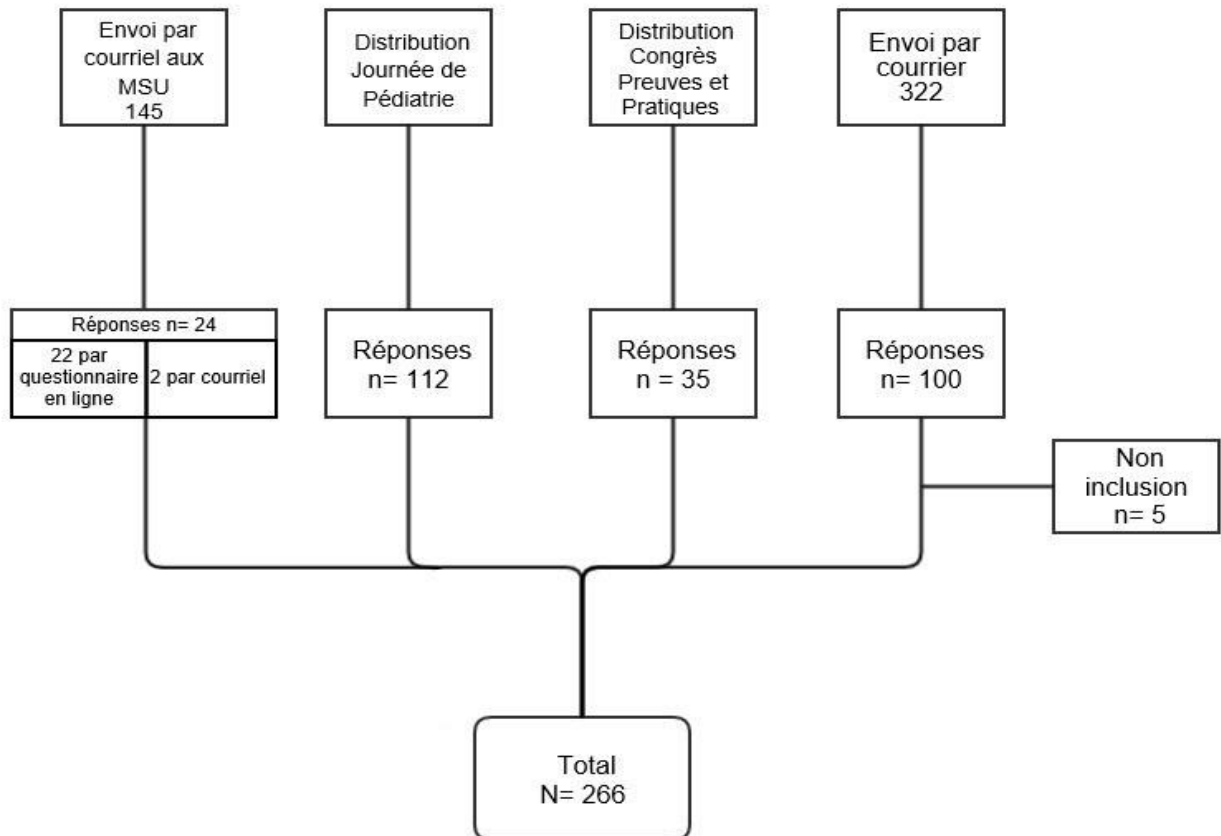 Envoi par
courriel aux
MSU
145
Distribution
Journée de
Pédiatrie
Distribution
Congrès
Preuves et
Pratiques
Envoi par
courrier
322
Réponses n= 24
22 par
questionnaire
en ligne
2 par courriel
Réponses
n= 112
Réponses
n = 35
Réponses
n= 100
Non
inclusion
n= 5
Total
N= 266